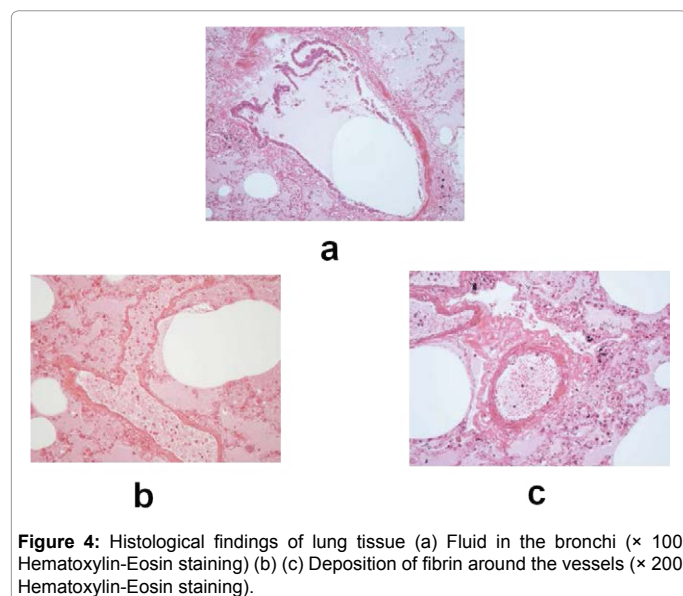 a
b
c
Figure 4: Histological findings of lung tissue (a) Fluid in the bronchi (× 100
Hematoxylin-Eosin staining) (b) (c) Deposition of fibrin around the vessels (× 200
Hematoxylin-Eosin staining).